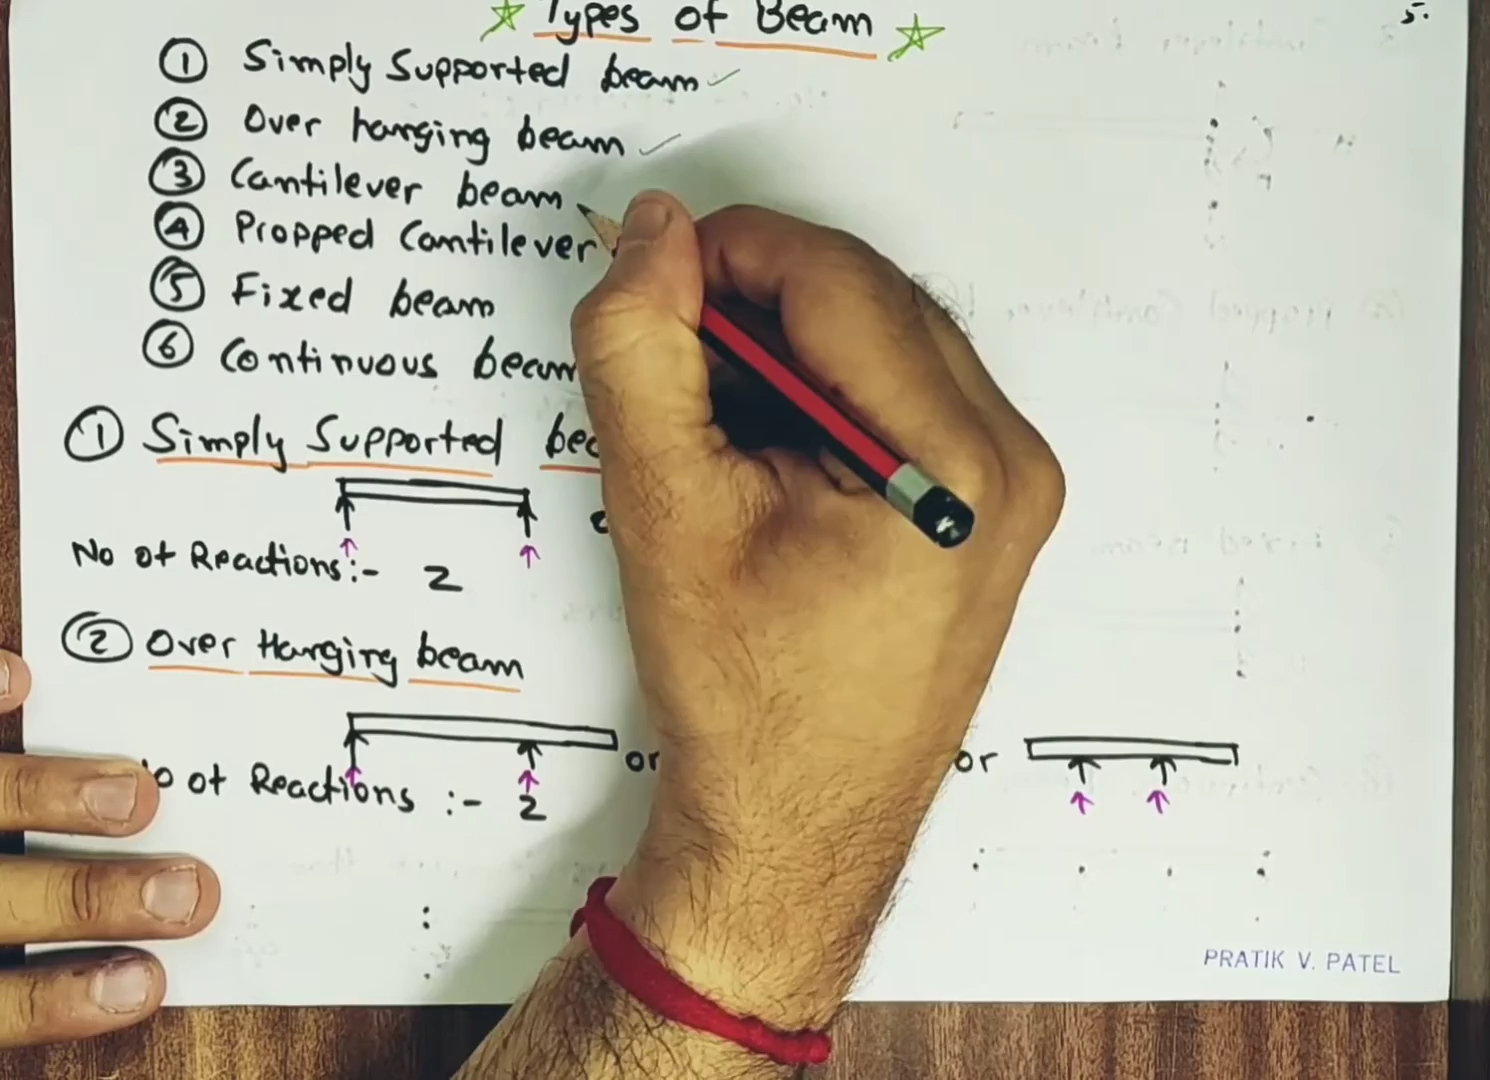 Types of Beam
5.
① Simply Supported beam
② Over hanging beam
③ Cantilever beam
④ Propped Cantilever
⑤ Fixed beam
⑥ Continuous beam
① Simply Supported
No of Reactions:- 2
② Over Hanging beam
or
or
of Reactions :- 2
PRATIK V. PATEL